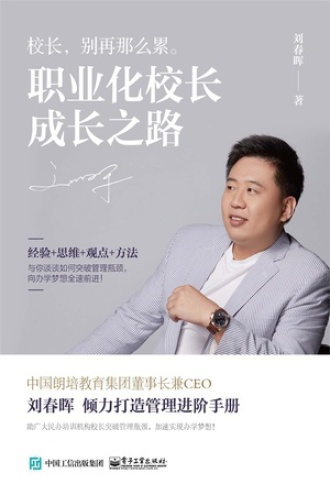 刘春晖
著
校长，别再那么累。
职业化校长
成长之路
经验+思维+观点+方法
与你谈谈如何突破管理瓶颈，
向办学梦想全速前进！
中国朗培教育集团董事长兼CEO
刘春晖 倾力打造管理进阶手册
助广大民办培训机构校长突破管理瓶颈，加速实现办学梦想！
中国工信出版集团
电子工业出版社